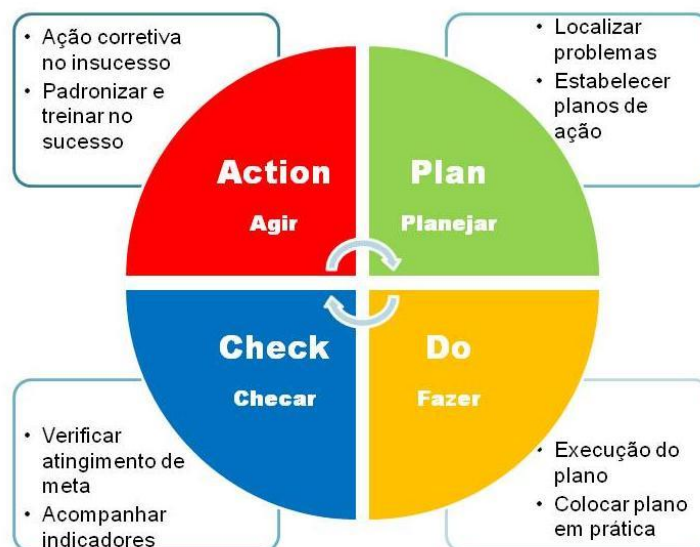 • Ação corretiva
no insucesso
• Padronizar e
treinar no
sucesso
• Localizar
problemas
• Estabelecer
planos de
ação
Action
Agir
Plan
Planejar
Check
Checar
Do
Fazer
• Verificar
atingimento de
meta
• Acompanhar
indicadores
• Execução do
plano
• Colocar plano
em prática